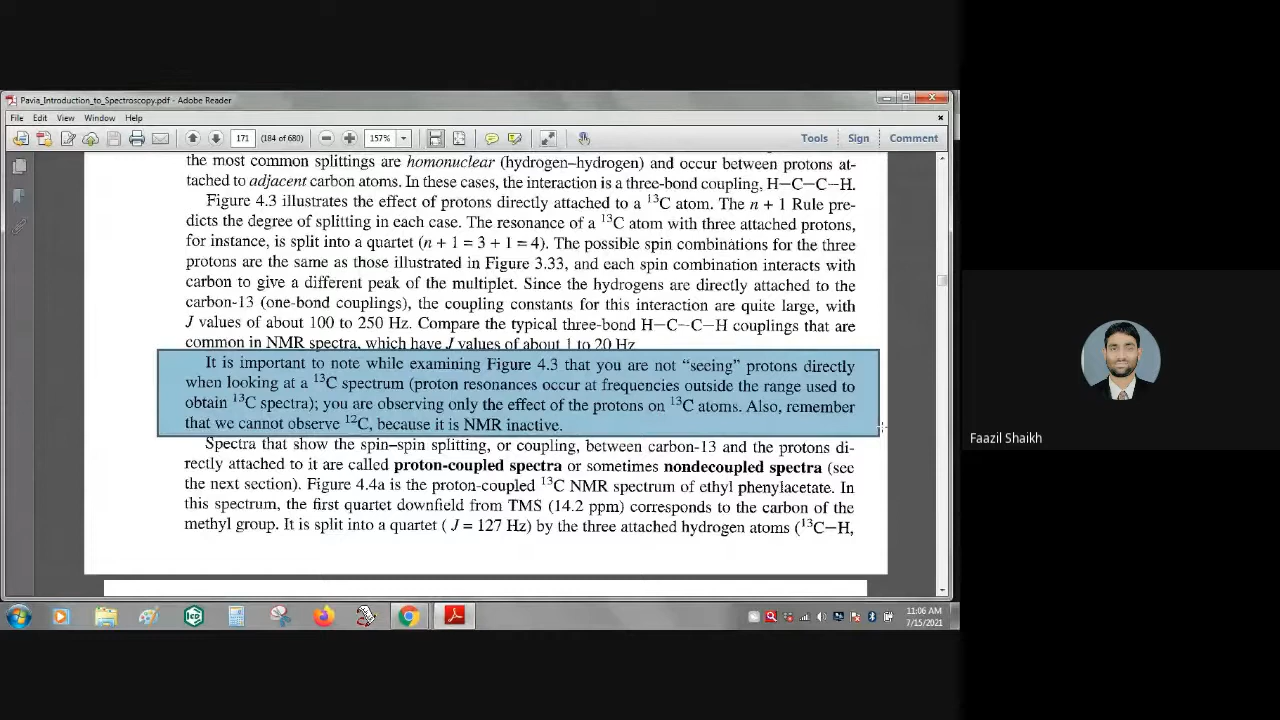 Pavia_Introduction_to_Spectroscopy.pdf - Adobe Reader
File Edit View Window Help
171 (184 of 680) 157% Tools Sign Comment
the most common splittings are homonuclear (hydrogen–hydrogen) and occur between protons at-
tached to adjacent carbon atoms. In these cases, the interaction is a three-bond coupling, H—C—C—H.
Figure 4.3 illustrates the effect of protons directly attached to a ¹³C atom. The n + 1 Rule pre-
dicts the degree of splitting in each case. The resonance of a ¹³C atom with three attached protons,
for instance, is split into a quartet (n + 1 = 3 + 1 = 4). The possible spin combinations for the three
protons are the same as those illustrated in Figure 3.33, and each spin combination interacts with
carbon to give a different peak of the multiplet. Since the hydrogens are directly attached to the
carbon-13 (one-bond couplings), the coupling constants for this interaction are quite large, with
J values of about 100 to 250 Hz. Compare the typical three-bond H—C—C—H couplings that are
common in NMR spectra, which have J values of about 1 to 20 Hz
It is important to note while examining Figure 4.3 that you are not “seeing” protons directly
when looking at a ¹³C spectrum (proton resonances occur at frequencies outside the range used to
obtain ¹³C spectra); you are observing only the effect of the protons on ¹³C atoms. Also, remember
that we cannot observe ¹²C, because it is NMR inactive.
Spectra that show the spin–spin splitting, or coupling, between carbon-13 and the protons di-
rectly attached to it are called proton-coupled spectra or sometimes nondecoupled spectra (see
the next section). Figure 4.4a is the proton-coupled ¹³C NMR spectrum of ethyl phenylacetate. In
this spectrum, the first quartet downfield from TMS (14.2 ppm) corresponds to the carbon of the
methyl group. It is split into a quartet (J = 127 Hz) by the three attached hydrogen atoms (¹³C—H,
Faazil Shaikh
11:06 AM
7/15/2021